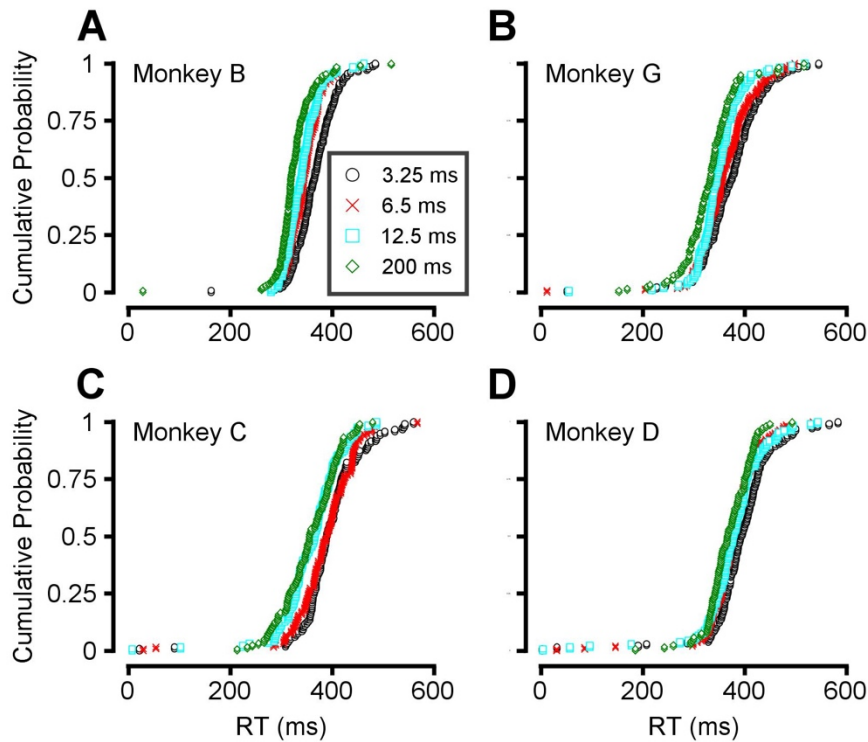 A
Monkey B
Cumulative Probability
1
0.75
0.5
0.25
0
0 200 400 600
3.25 ms
6.5 ms
12.5 ms
200 ms
B
Monkey G
0 200 400 600
C
Monkey C
Cumulative Probability
1
0.75
0.5
0.25
0
0 200 400 600
RT (ms)
D
Monkey D
0 200 400 600
RT (ms)